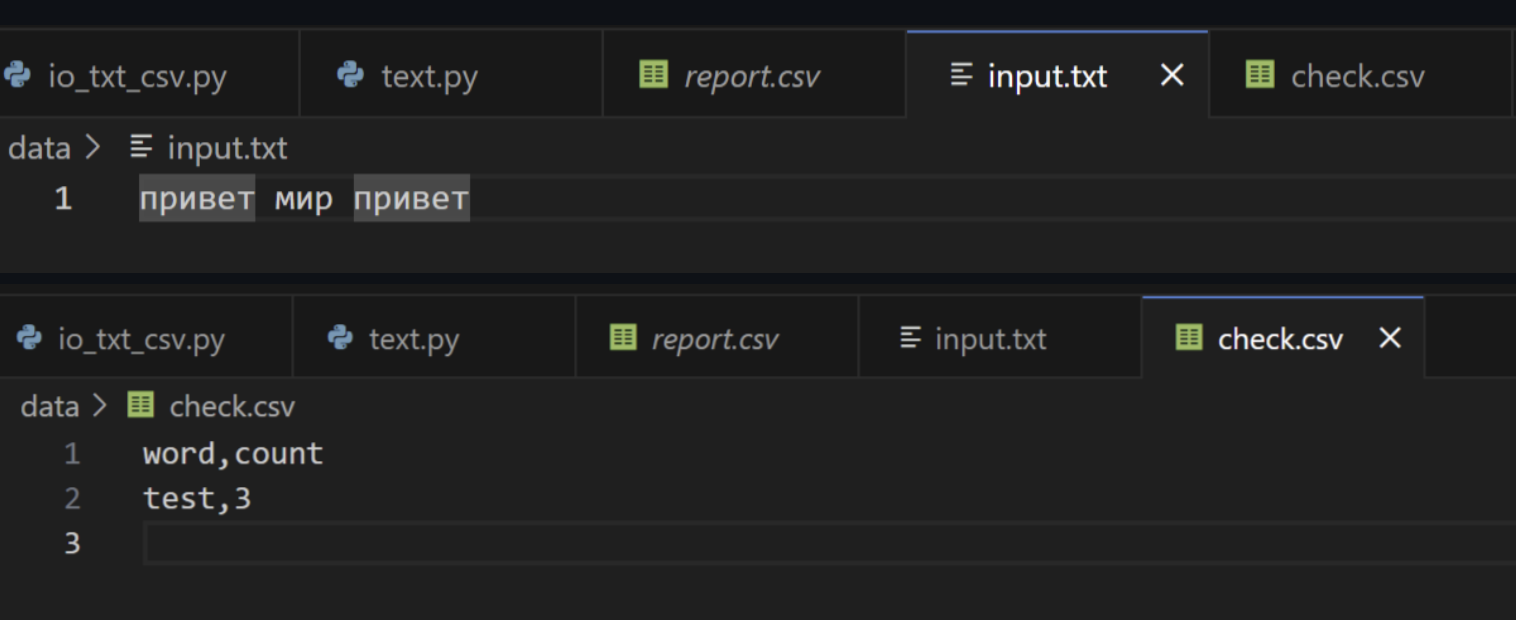 io_txt_csv.py text.py report.csv input.txt check.csv
data > input.txt
1 привет мир привет
io_txt_csv.py text.py report.csv input.txt check.csv
data > check.csv
1 word,count
2 test,3
3